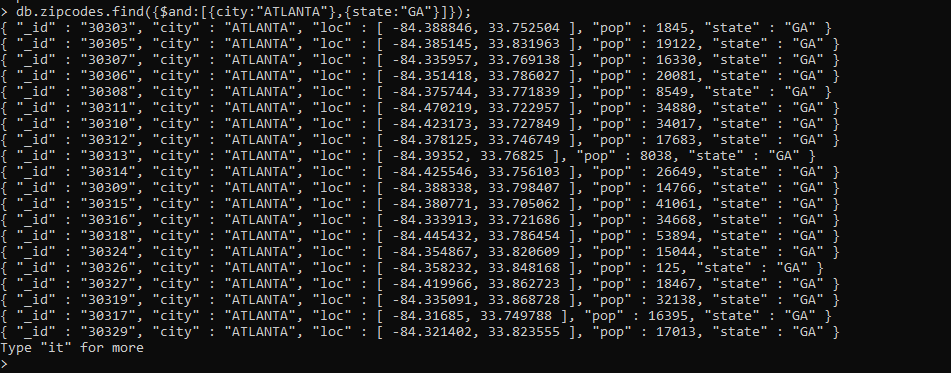 > db.zipcodes.find({$and:[{city:"ATLANTA"},{state:"GA"}]});
{ "_id" : "30303", "city" : "ATLANTA", "loc" : [ -84.388846, 33.752504 ], "pop" : 1845, "state" : "GA" }
{ "_id" : "30305", "city" : "ATLANTA", "loc" : [ -84.385145, 33.831963 ], "pop" : 19122, "state" : "GA" }
{ "_id" : "30307", "city" : "ATLANTA", "loc" : [ -84.335957, 33.769138 ], "pop" : 16330, "state" : "GA" }
{ "_id" : "30306", "city" : "ATLANTA", "loc" : [ -84.351418, 33.786027 ], "pop" : 20081, "state" : "GA" }
{ "_id" : "30308", "city" : "ATLANTA", "loc" : [ -84.375744, 33.771839 ], "pop" : 8549, "state" : "GA" }
{ "_id" : "30311", "city" : "ATLANTA", "loc" : [ -84.470219, 33.722957 ], "pop" : 34880, "state" : "GA" }
{ "_id" : "30310", "city" : "ATLANTA", "loc" : [ -84.423173, 33.727849 ], "pop" : 34017, "state" : "GA" }
{ "_id" : "30312", "city" : "ATLANTA", "loc" : [ -84.378125, 33.746749 ], "pop" : 17683, "state" : "GA" }
{ "_id" : "30313", "city" : "ATLANTA", "loc" : [ -84.39352, 33.76825 ], "pop" : 8038, "state" : "GA" }
{ "_id" : "30314", "city" : "ATLANTA", "loc" : [ -84.425546, 33.756103 ], "pop" : 26649, "state" : "GA" }
{ "_id" : "30309", "city" : "ATLANTA", "loc" : [ -84.388338, 33.798407 ], "pop" : 14766, "state" : "GA" }
{ "_id" : "30315", "city" : "ATLANTA", "loc" : [ -84.380771, 33.705062 ], "pop" : 41061, "state" : "GA" }
{ "_id" : "30316", "city" : "ATLANTA", "loc" : [ -84.333913, 33.721686 ], "pop" : 34668, "state" : "GA" }
{ "_id" : "30318", "city" : "ATLANTA", "loc" : [ -84.445432, 33.786454 ], "pop" : 53894, "state" : "GA" }
{ "_id" : "30324", "city" : "ATLANTA", "loc" : [ -84.354867, 33.820609 ], "pop" : 15044, "state" : "GA" }
{ "_id" : "30326", "city" : "ATLANTA", "loc" : [ -84.358232, 33.848168 ], "pop" : 125, "state" : "GA" }
{ "_id" : "30327", "city" : "ATLANTA", "loc" : [ -84.419966, 33.862723 ], "pop" : 18467, "state" : "GA" }
{ "_id" : "30319", "city" : "ATLANTA", "loc" : [ -84.335091, 33.868728 ], "pop" : 32138, "state" : "GA" }
{ "_id" : "30317", "city" : "ATLANTA", "loc" : [ -84.31685, 33.749788 ], "pop" : 16395, "state" : "GA" }
{ "_id" : "30329", "city" : "ATLANTA", "loc" : [ -84.321402, 33.823555 ], "pop" : 17013, "state" : "GA" }
Type "it" for more
>